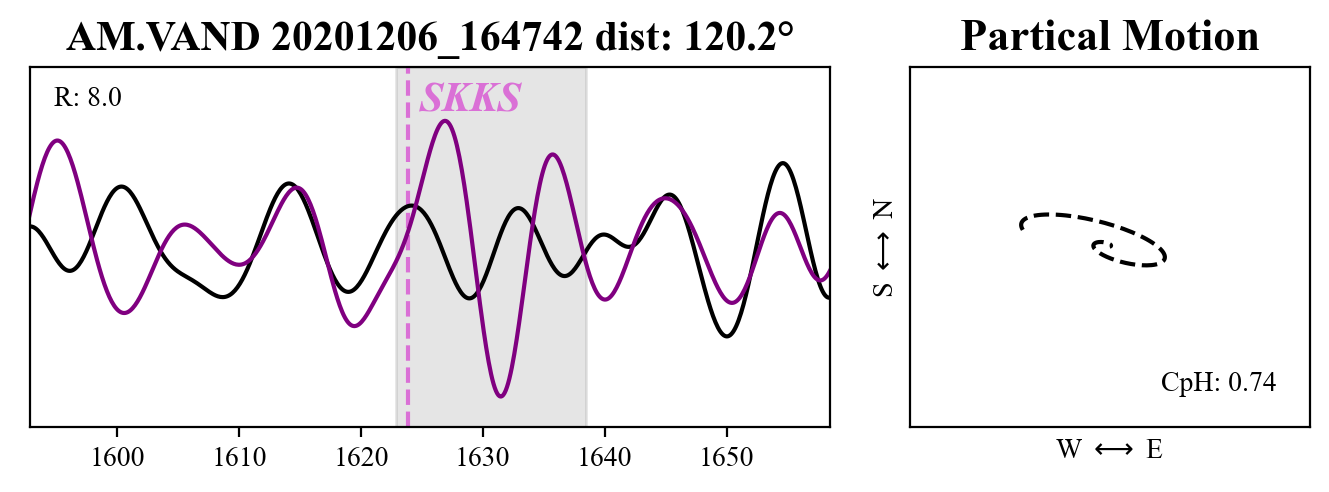 AM.VAND 20201206_164742 dist: 120.2°
Partical Motion
R: 8.0
SKKS
S ⟷ N
CpH: 0.74
1600 1610 1620 1630 1640 1650
W ⟷ E